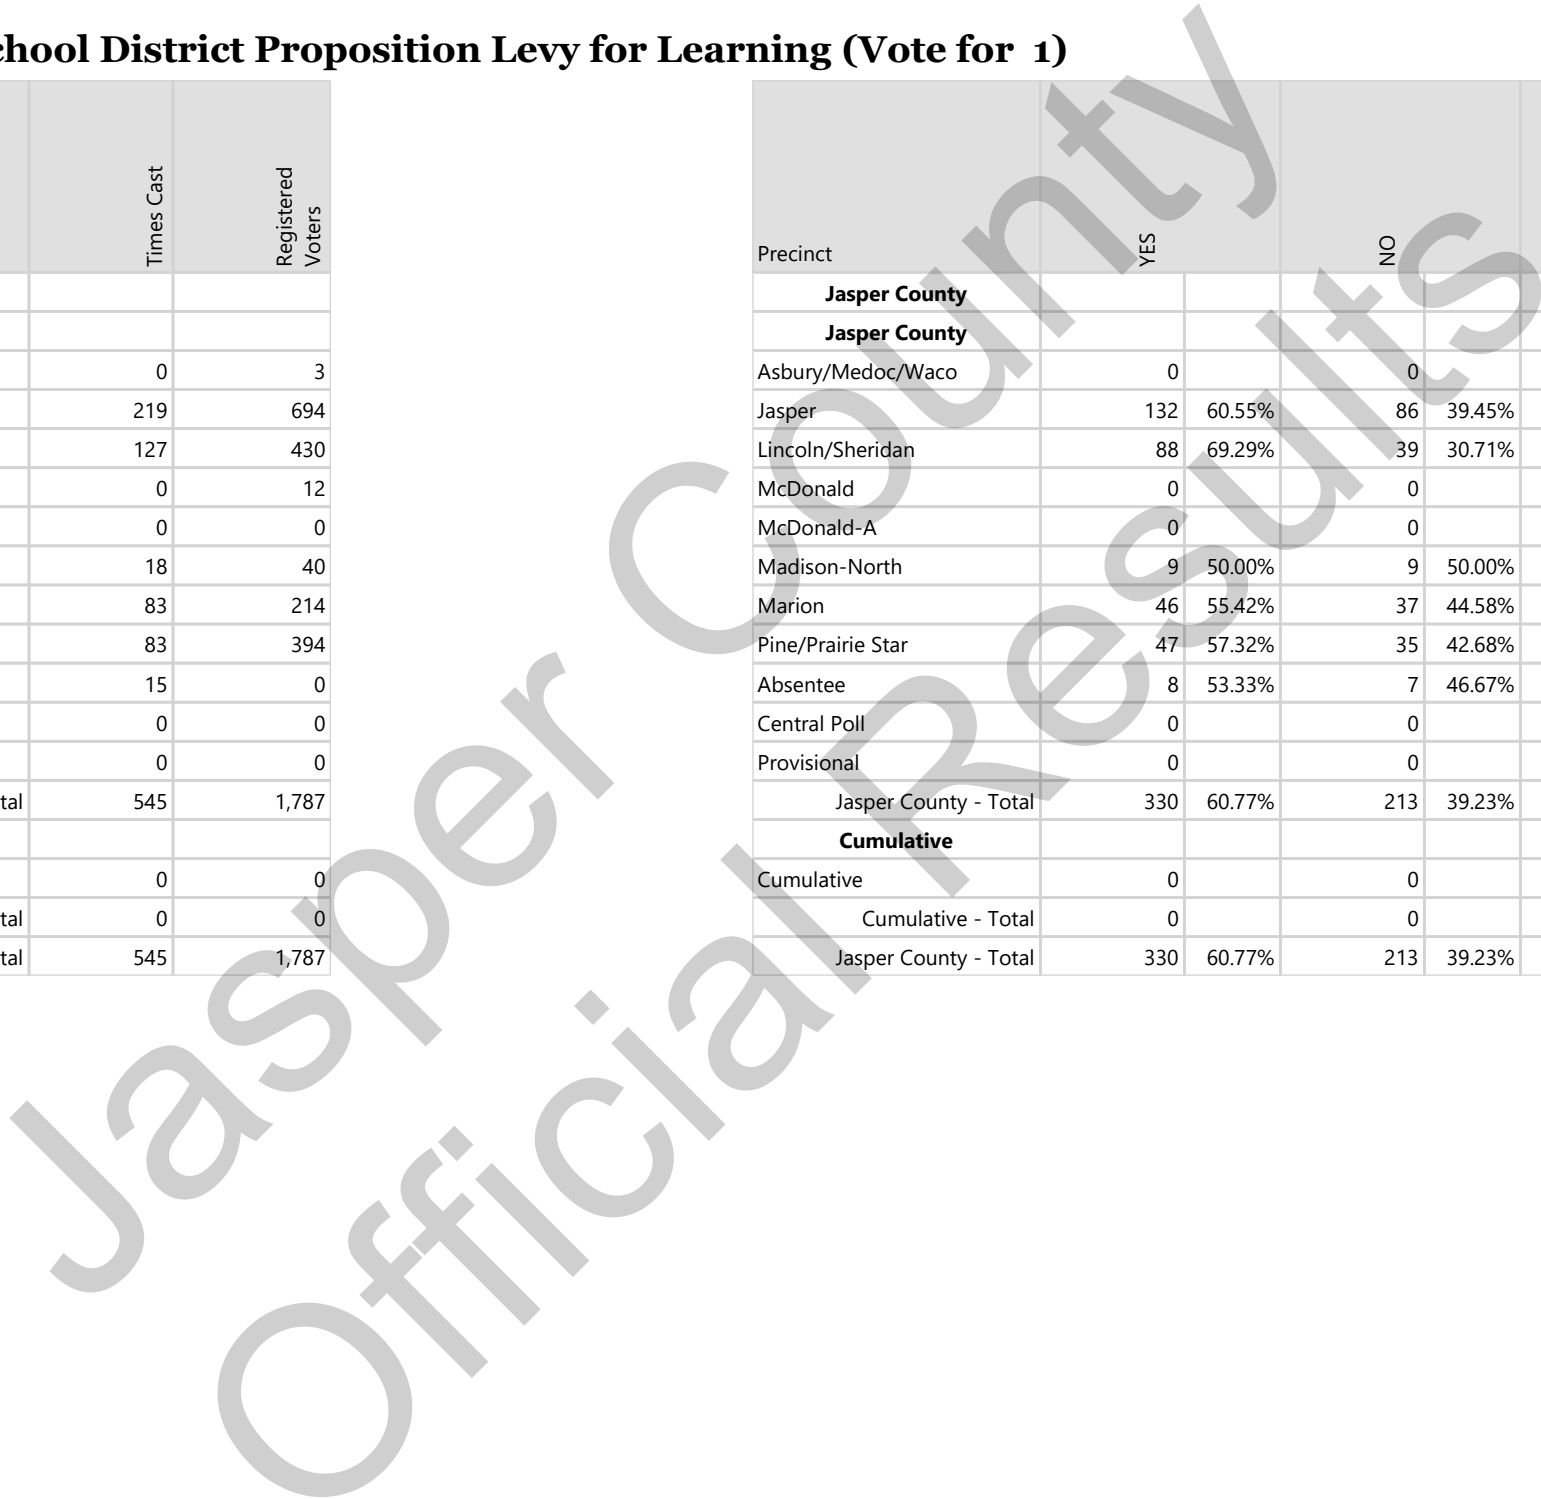 chool District Proposition Levy for Learning (Vote for 1)
Times Cast Registered Voters Precinct YES NO
Jasper County
Jasper County
0 3 Asbury/Medoc/Waco 0 0
219 694 Jasper 132 60.55% 86 39.45%
127 430 Lincoln/Sheridan 88 69.29% 39 30.71%
0 12 McDonald 0 0
0 0 McDonald-A 0 0
18 40 Madison-North 9 50.00% 9 50.00%
83 214 Marion 46 55.42% 37 44.58%
83 394 Pine/Prairie Star 47 57.32% 35 42.68%
15 0 Absentee 8 53.33% 7 46.67%
0 0 Central Poll 0 0
0 0 Provisional 0 0
tal 545 1,787 Jasper County - Total 330 60.77% 213 39.23%
Cumulative
0 0 Cumulative 0 0
tal 0 0 Cumulative - Total 0 0
tal 545 1,787 Jasper County - Total 330 60.77% 213 39.23%
Jasper County
Official Results